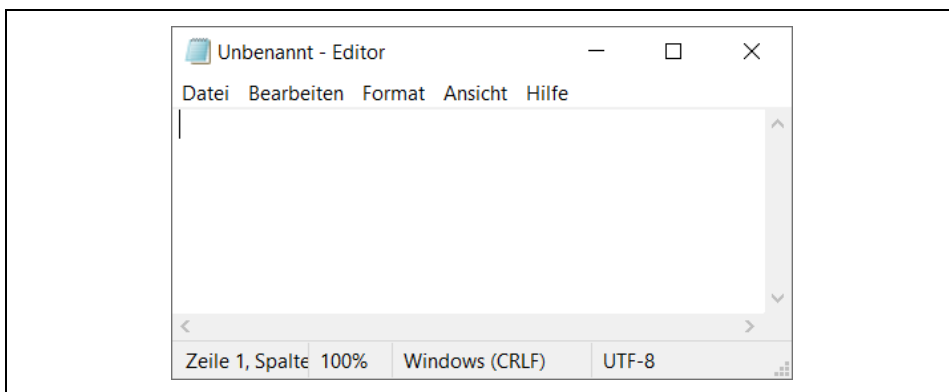 Unbenannt - Editor
Datei Bearbeiten Format Ansicht Hilfe
Zeile 1, Spalte 100% Windows (CRLF) UTF-8